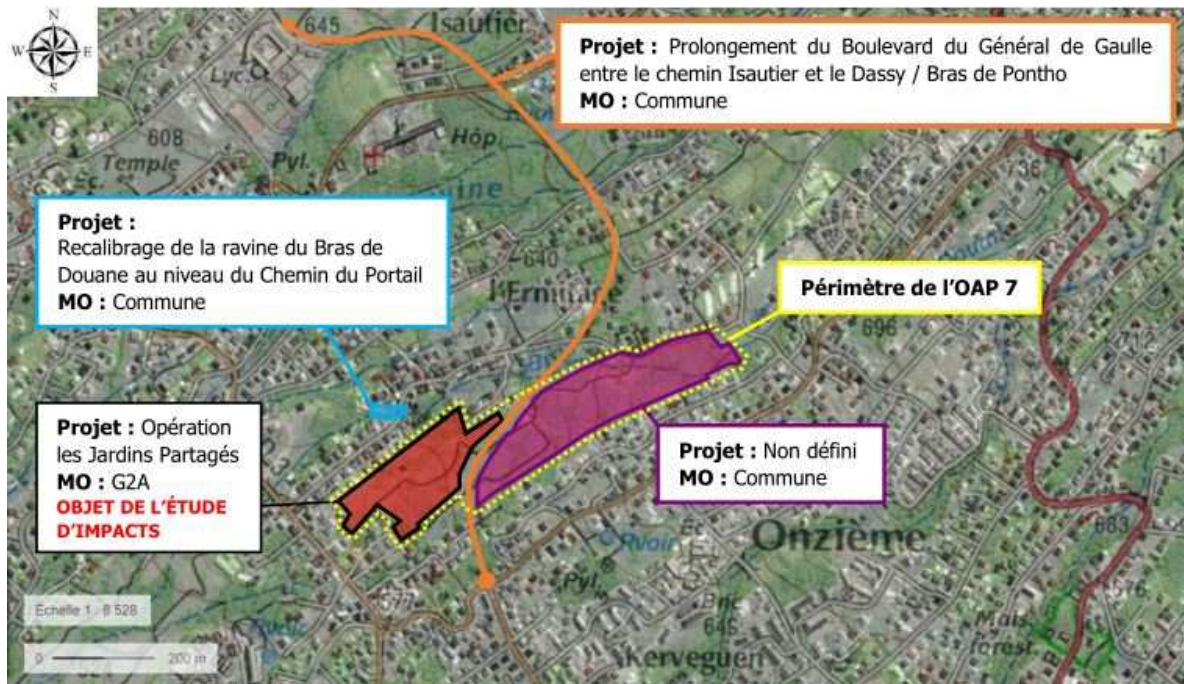 N
W
E
S
645
Isautier
Projet : Prolongement du Boulevard du Général de Gaulle
entre le chemin Isautier et le Dassy / Bras de Pontho
MO : Commune
Lyc.
608
Temple
Pyl.
Hôp.
Projet :
Recalibrage de la ravine du Bras de
Douane au niveau du Chemin du Portail
MO : Commune
640
l'Ermitage
Périmètre de l'OAP 7
696
712
Projet : Opération
les Jardins Partagés
MO : G2A
OBJET DE L'ÉTUDE
D'IMPACTS
Projet : Non défini
MO : Commune
Onzième
Rvoir
Pyl.
683
645
Kerveguen
Mais.
forest.
Echelle 1 : 8 528
0 200 m